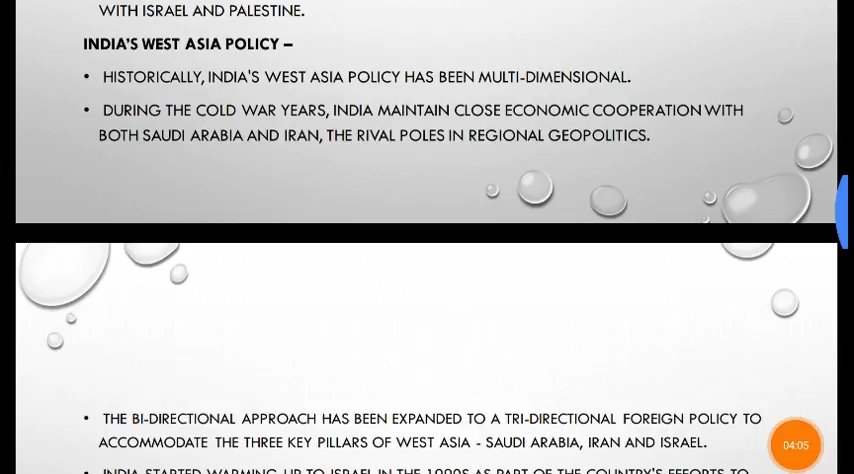 WITH ISRAEL AND PALESTINE.
INDIA'S WEST ASIA POLICY –
• HISTORICALLY, INDIA'S WEST ASIA POLICY HAS BEEN MULTI-DIMENSIONAL.
• DURING THE COLD WAR YEARS, INDIA MAINTAIN CLOSE ECONOMIC COOPERATION WITH
BOTH SAUDI ARABIA AND IRAN, THE RIVAL POLES IN REGIONAL GEOPOLITICS.
• THE BI-DIRECTIONAL APPROACH HAS BEEN EXPANDED TO A TRI-DIRECTIONAL FOREIGN POLICY TO
ACCOMMODATE THE THREE KEY PILLARS OF WEST ASIA - SAUDI ARABIA, IRAN AND ISRAEL.
04:05
• INDIA STARTED WARMING UP TO ISRAEL IN THE 1990S AS PART OF THE COUNTRY'S EFFORTS TO